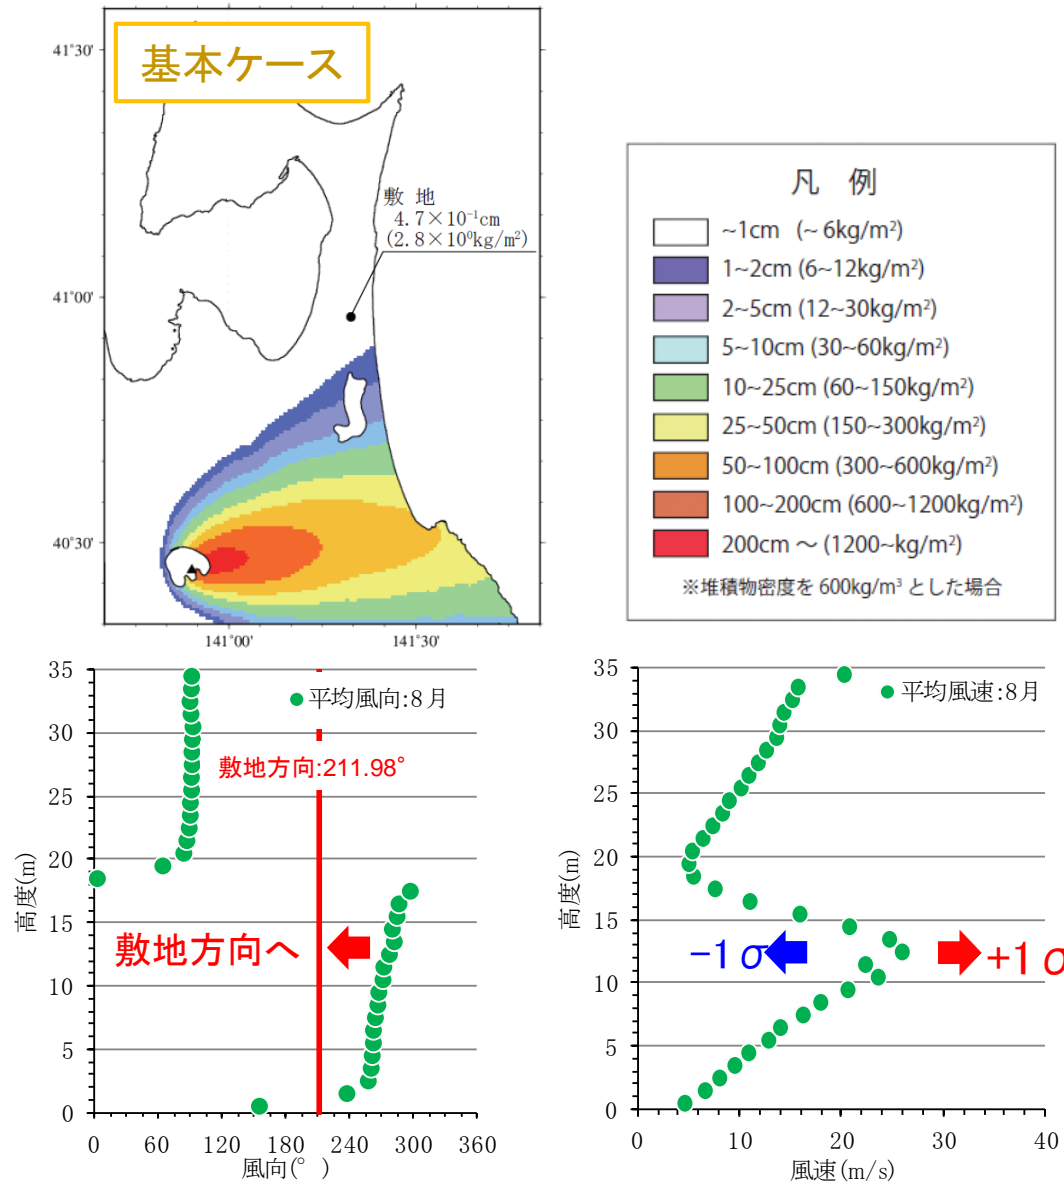 基本ケース
41°30'
41°00'
40°30'
141°00'
141°30'
敷 地
4.7×10⁻¹cm
(2.8×10⁰kg/m²)
凡 例
~1cm (~ 6kg/m²)
1~2cm (6~12kg/m²)
2~5cm (12~30kg/m²)
5~10cm (30~60kg/m²)
10~25cm (60~150kg/m²)
25~50cm (150~300kg/m²)
50~100cm (300~600kg/m²)
100~200cm (600~1200kg/m²)
200cm ～ (1200~kg/m²)
※堆積物密度を 600kg/m³ とした場合
35
30
25
20
15
10
5
0
高度(m)
平均風向:8月
敷地方向:211.98°
敷地方向へ
0 60 120 180 240 300 360
風向(° )
35
30
25
20
15
10
5
0
高度(m)
平均風速:8月
−1σ
+1σ
0 10 20 30 40
風速(m/s)